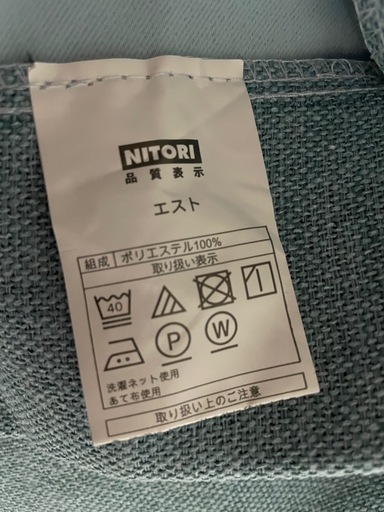 NITORI
品質表示
エスト
組成 ポリエステル100%
取り扱い表示
40
P W
洗濯ネット使用
あて布使用
取り扱い上のご注意